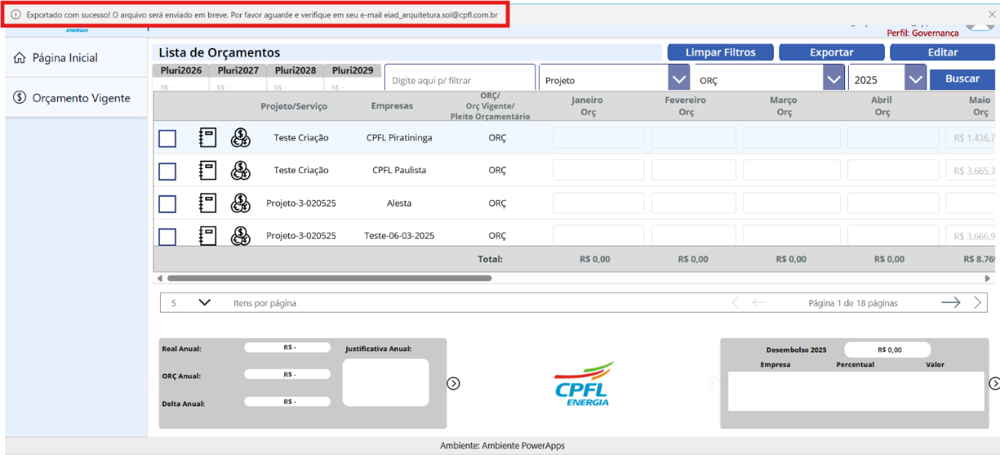 Exportado com sucesso! O arquivo será enviado em breve. Por favor aguarde e verifique em seu e-mail eiad_arquitetura.sol@cpfl.com.br
ENERGIA
Perfil: Governança
Página Inicial
Orçamento Vigente
Lista de Orçamentos
Limpar Filtros Exportar Editar
Pluri2026 Pluri2027 Pluri2028 Pluri2029
R$ - R$ - R$ - R$ -
Digite aqui p/ filtrar Projeto ORÇ 2025 Buscar
Projeto/Serviço Empresas ORÇ/ Orç Vigente/ Pleito Orçamentário Janeiro Orç Fevereiro Orç Março Orç Abril Orç Maio Orç
Teste Criação CPFL Piratininga ORÇ R$ 1.436,7
Teste Criação CPFL Paulista ORÇ R$ 3.665,3
Projeto-3-020525 Alesta ORÇ
Projeto-3-020525 Teste-06-03-2025 ORÇ R$ 3.666,9
Total: R$ 0,00 R$ 0,00 R$ 0,00 R$ 0,00 R$ 8.769
5 Itens por página Página 1 de 18 páginas
Real Anual: R$ - Justificativa Anual:
ORÇ Anual: R$ -
Delta Anual: R$ -
CPFL
ENERGIA
Desembolso 2025 R$ 0,00
Empresa Percentual Valor
Ambiente: Ambiente PowerApps